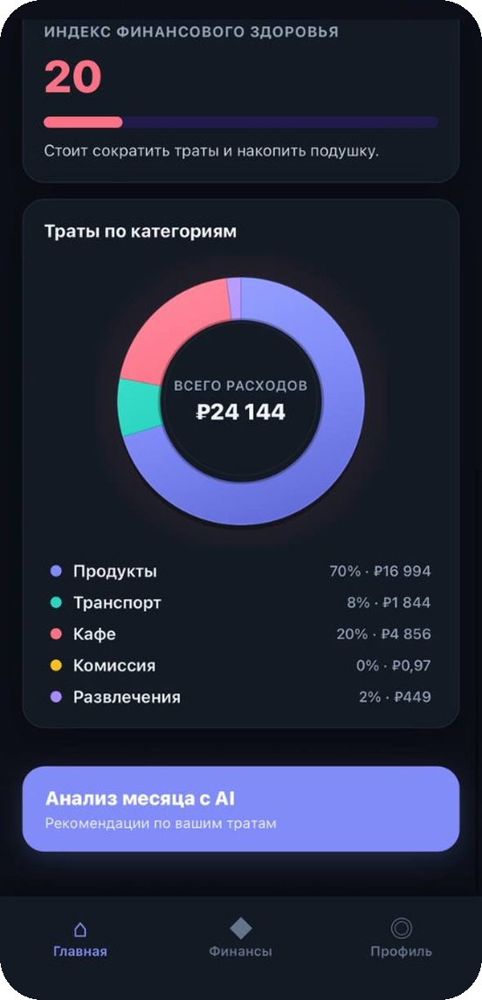 ИНДЕКС ФИНАНСОВОГО ЗДОРОВЬЯ
20
Стоит сократить траты и накопить подушку.
Траты по категориям
ВСЕГО РАСХОДОВ
₽24 144
Продукты 70% · ₽16 994
Транспорт 8% · ₽1 844
Кафе 20% · ₽4 856
Комиссия 0% · ₽0,97
Развлечения 2% · ₽449
Анализ месяца с AI
Рекомендации по вашим тратам
Главная Финансы Профиль